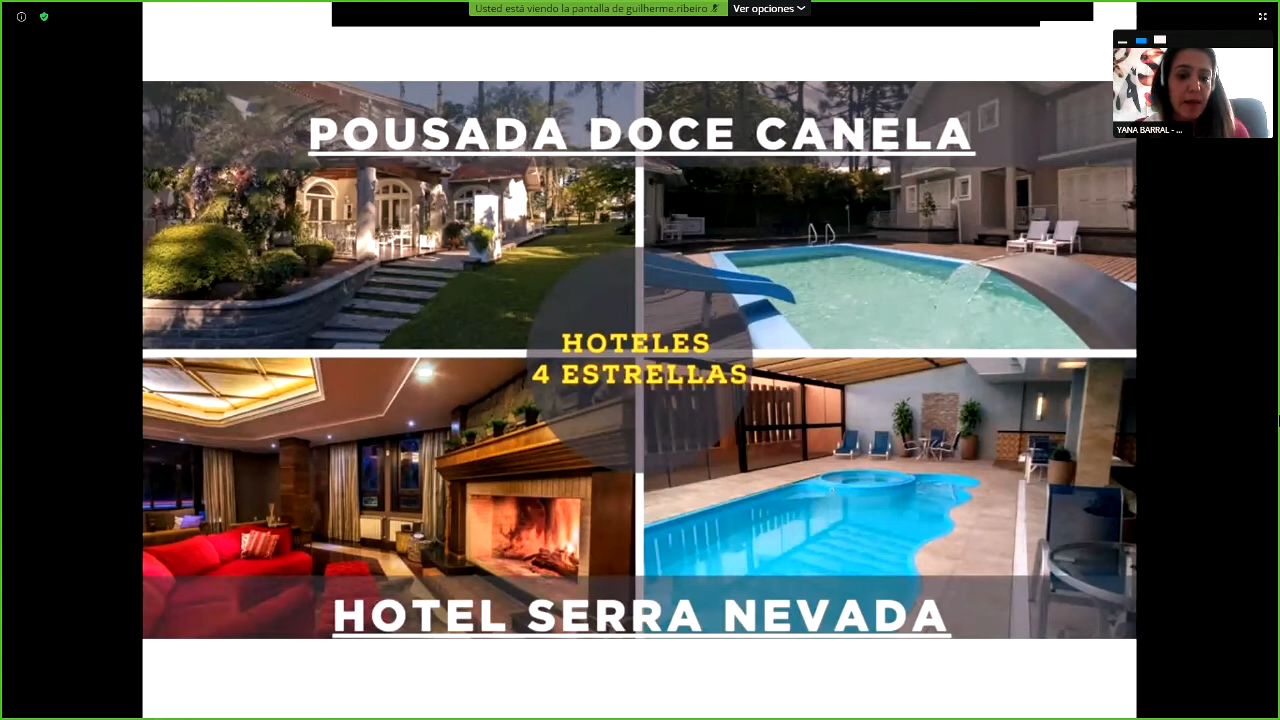 Usted está viendo la pantalla de guilherme.ribeiro
Ver opciones
YANA BARRAL - ...
POUSADA DOCE CANELA
HOTELES
4 ESTRELLAS
HOTEL SERRA NEVADA